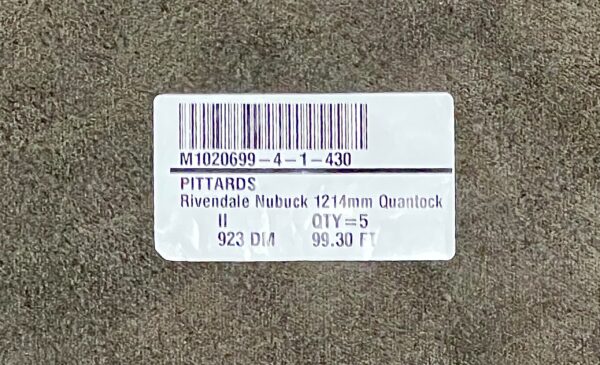 M1020699-4-1-430
PITTARDS
Rivendale Nubuck 1214mm Quantock
II QTY=5
923 DM 99.30 FT